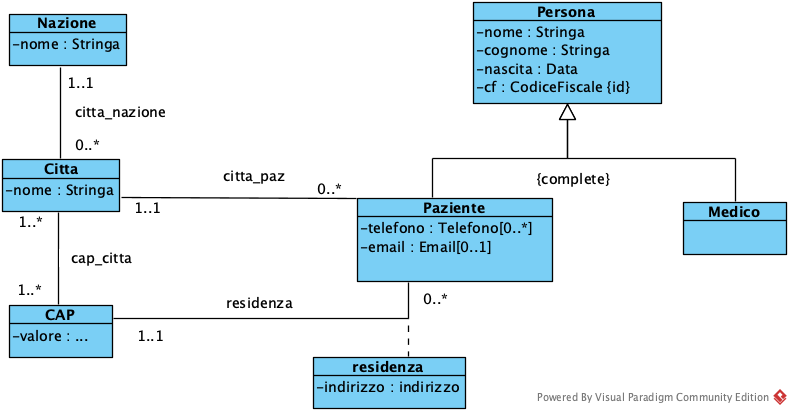 Nazione
-nome : Stringa
Persona
-nome : Stringa
-cognome : Stringa
-nascita : Data
-cf : CodiceFiscale {id}
1..1
citta_nazione
0..*
Citta
-nome : Stringa
citta_paz
0..*
1..1
{complete}
Paziente
-telefono : Telefono[0..*]
-email : Email[0..1]
Medico
1..*
cap_citta
1..*
CAP
-valore : ...
residenza
0..*
1..1
residenza
-indirizzo : indirizzo
Powered By Visual Paradigm Community Edition